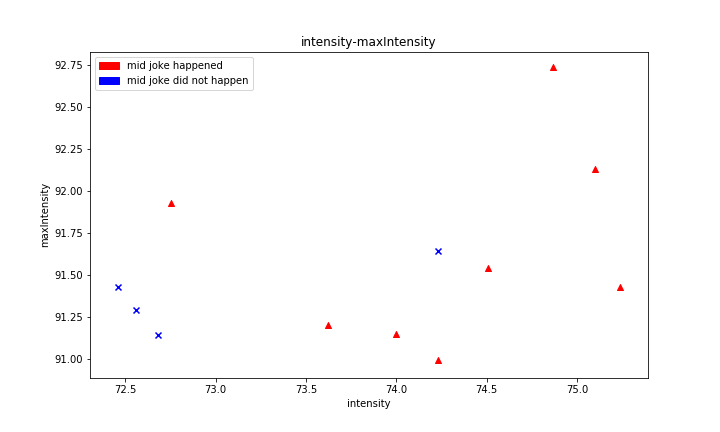 intensity-maxIntensity
mid joke happened
mid joke did not happen
maxIntensity
92.75
92.50
92.25
92.00
91.75
91.50
91.25
91.00
72.5 73.0 73.5 74.0 74.5 75.0
intensity